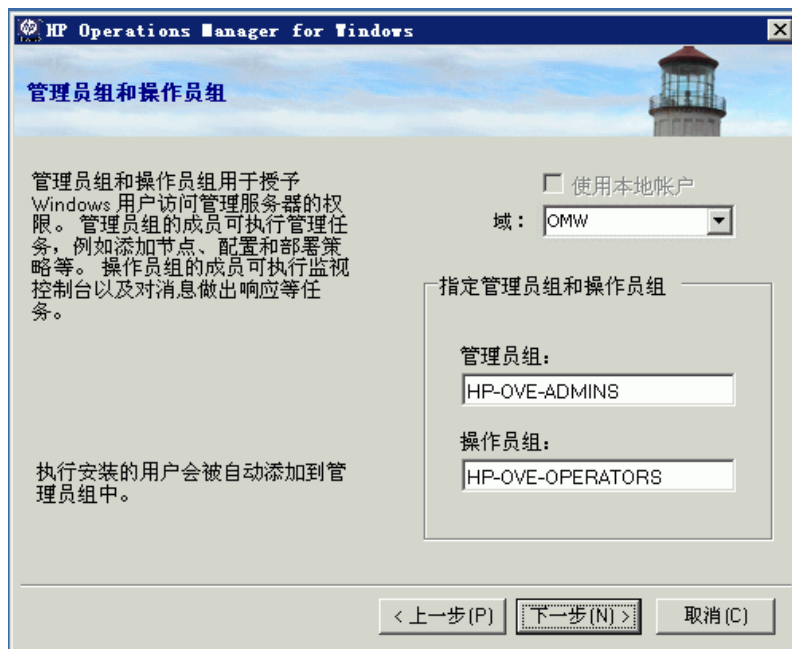 HP Operations Manager for Windows
管理员组和操作员组
管理员组和操作员组用于授予
Windows 用户访问管理服务器的权
限。 管理员组的成员可执行管理任
务，例如添加节点、配置和部署策
略等。 操作员组的成员可执行监视
控制台以及对消息做出响应等任
务。
执行安装的用户会被自动添加到管
理员组中。
使用本地帐户
域： OMW
指定管理员组和操作员组
管理员组：
HP-OVE-ADMINS
操作员组：
HP-OVE-OPERATORS
< 上一步(P) 下一步(N) > 取消(C)